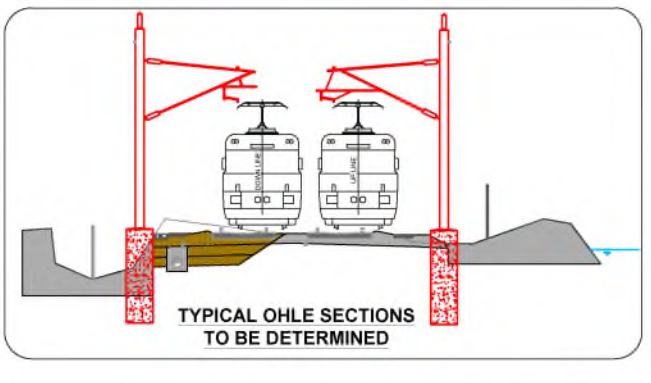 DOWN LINE
UP LINE
TYPICAL OHLE SECTIONS
TO BE DETERMINED